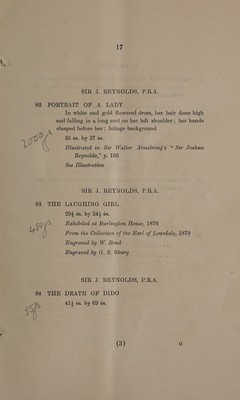 17
SIR J. REYNOLDS, P.R.A.
82 PORTRAIT OF A LADY
In white and gold flowered dress, her hair done high
and falling in a long curl on her left shoulder; her hands
clasped before her; foliage background
35 in. by 27 in.
Illustrated in Sir Walter Armstrong's "Sir Joshua
Reynolds," p. 185
See Illustration
SIR J. REYNOLDS, P.R.A.
83 THE LAUGHING GIRL
29½ in. by 24½ in.
Exhibited at Burlington House, 1876
From the Collection of the Earl of Lonsdale, 1879
Engraved by W. Bond
Engraved by G. S. Shury
SIR J. REYNOLDS, P.R.A.
84 THE DEATH OF DIDO
41½ in. by 69 in.
(3)